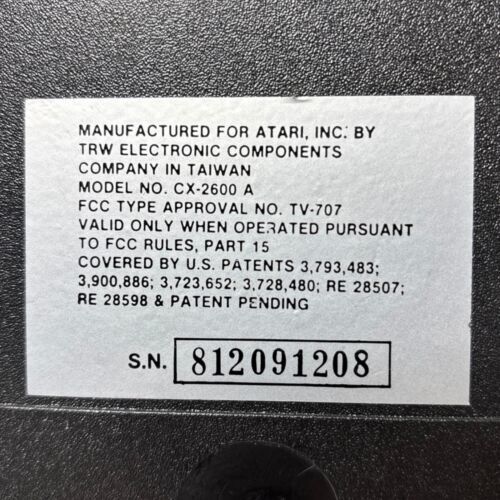 MANUFACTURED FOR ATARI, INC. BY
TRW ELECTRONIC COMPONENTS
COMPANY IN TAIWAN
MODEL NO. CX-2600 A
FCC TYPE APPROVAL NO. TV-707
VALID ONLY WHEN OPERATED PURSUANT
TO FCC RULES, PART 15
COVERED BY U.S. PATENTS 3,793,483;
3,900,886; 3,723,652; 3,728,480; RE 28507;
RE 28598 & PATENT PENDING
S.N. 812091208